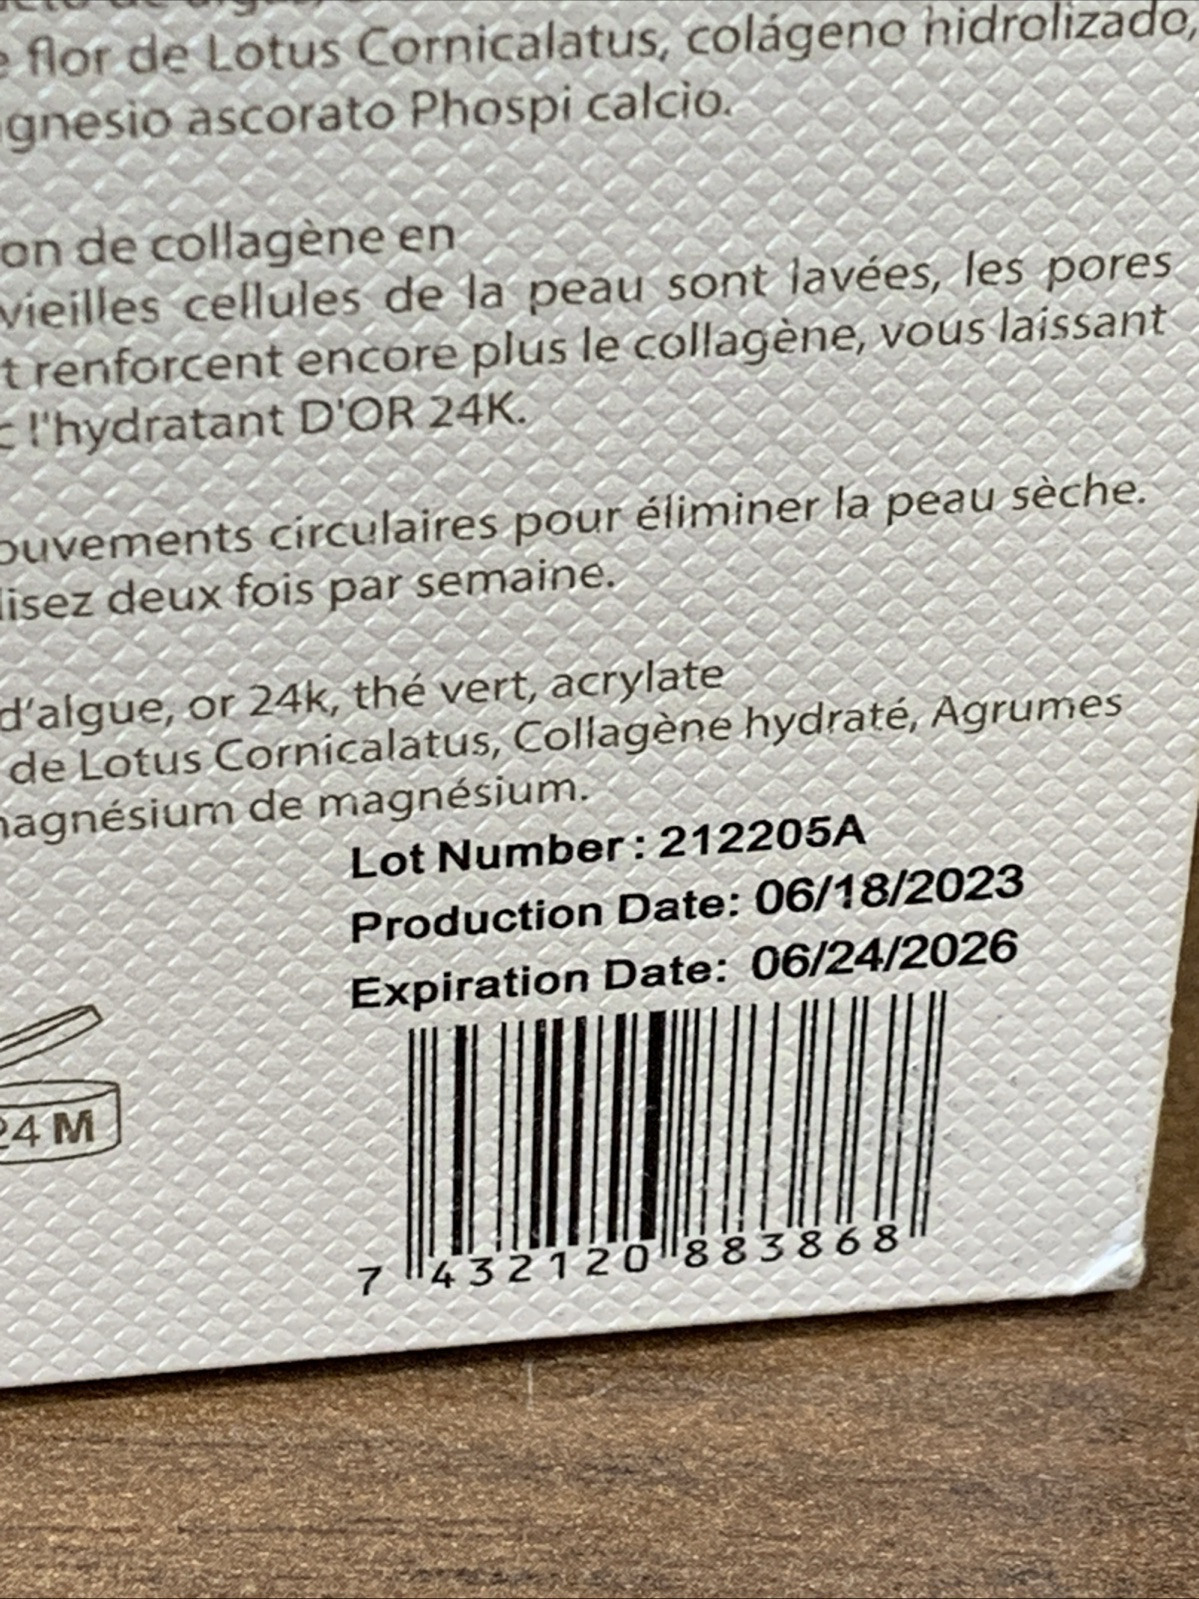 flor de Lotus Cornicalatus, colágeno hidrolizado,
gnesio ascorato Phospi calcio.
on de collagène en
vieilles cellules de la peau sont lavées, les pores
t renforcent encore plus le collagène, vous laissant
c l'hydratant D'OR 24K.
ouvements circulaires pour éliminer la peau sèche.
lisez deux fois par semaine.
d'algue, or 24k, thé vert, acrylate
de Lotus Cornicalatus, Collagène hydraté, Agrumes
magnésium de magnésium.
Lot Number : 212205A
Production Date: 06/18/2023
Expiration Date: 06/24/2026
24 M
7 432120 883868